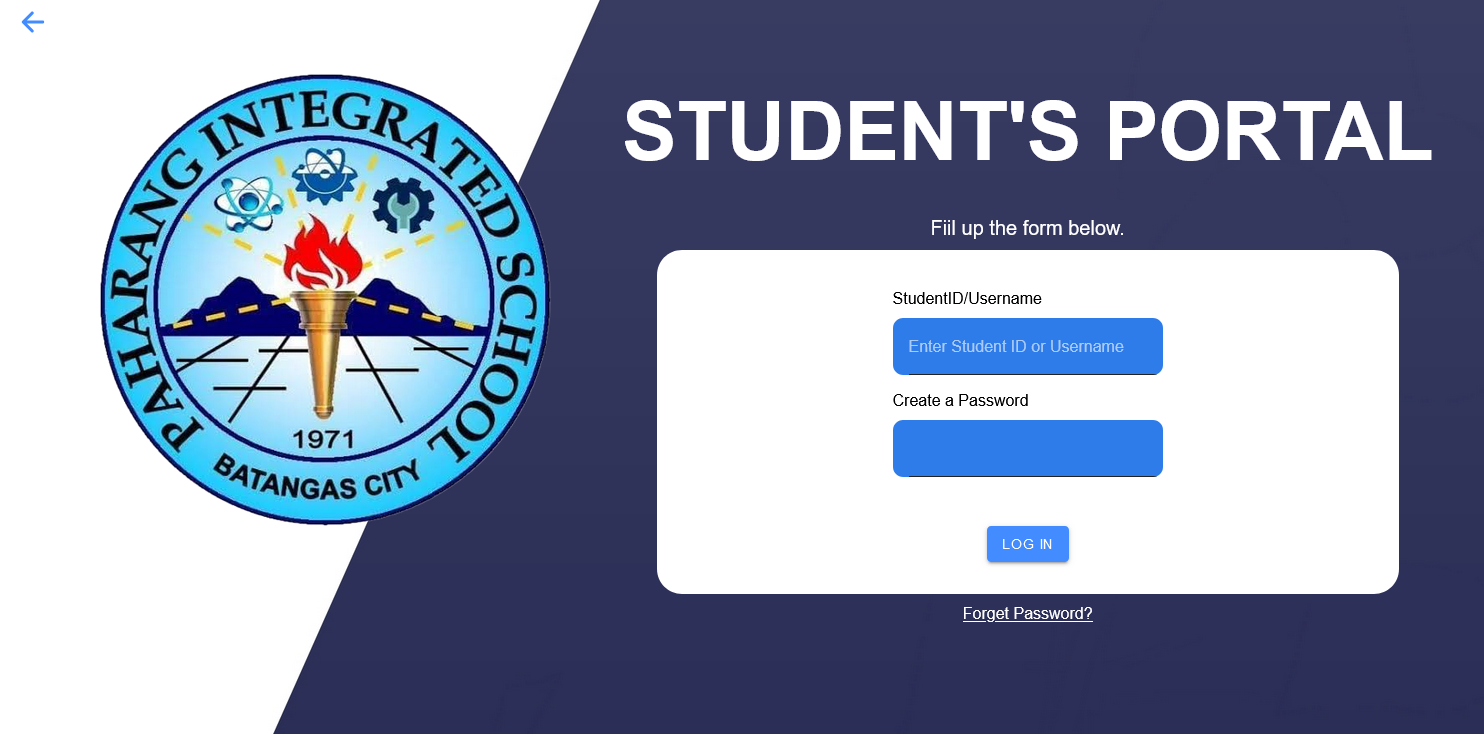 PAHARANG INTEGRATED SCHOOL
1971
BATANGAS CITY
STUDENT'S PORTAL
Fiil up the form below.
StudentID/Username
Enter Student ID or Username
Create a Password
LOG IN
Forget Password?